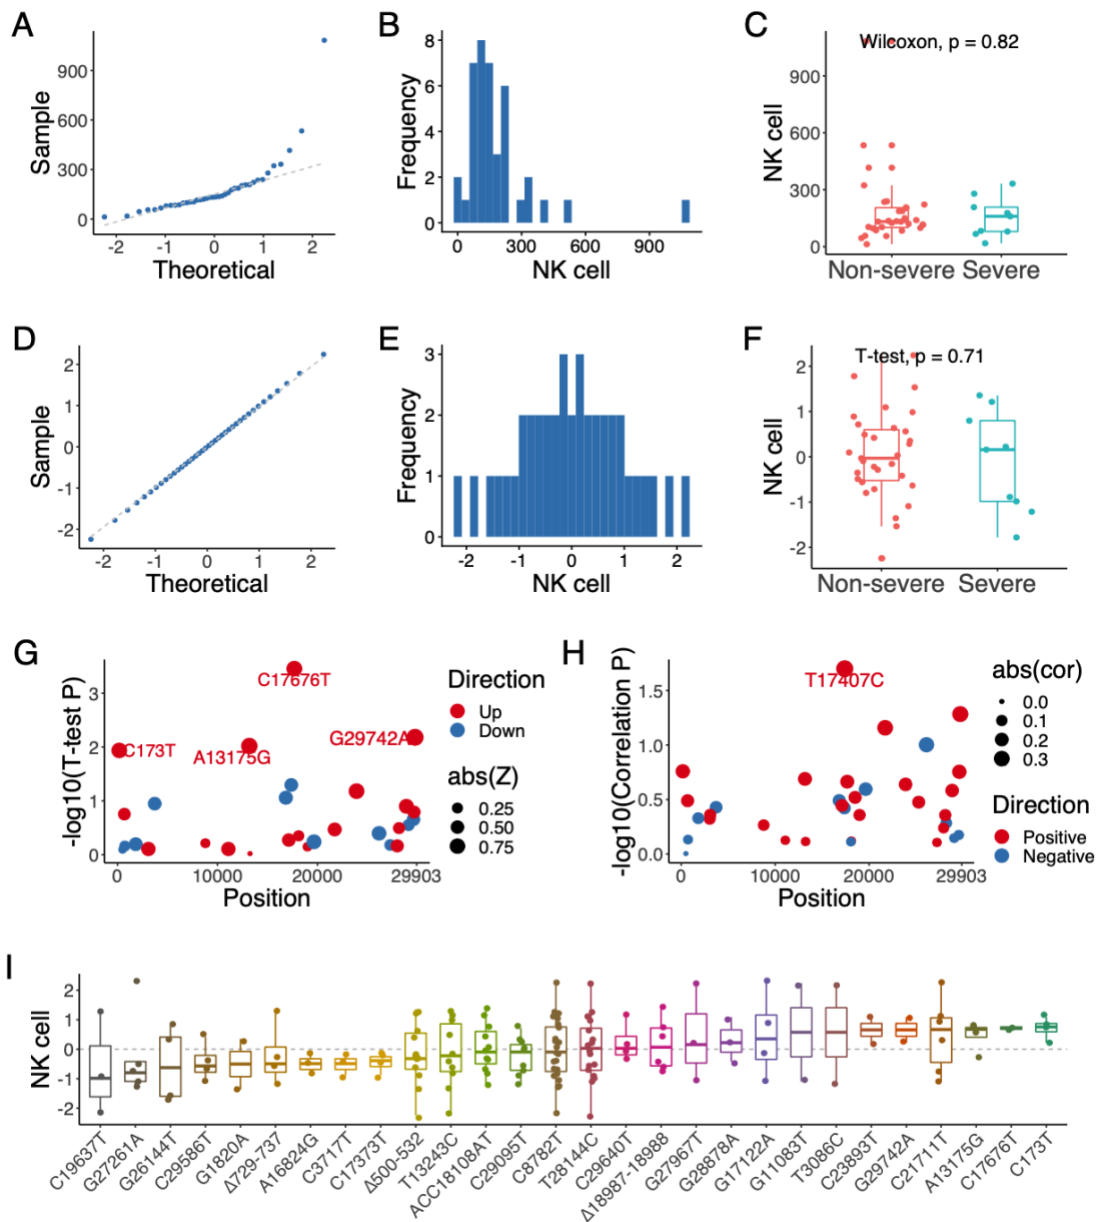 A
900
600
300
0
Sample
-2 -1 0 1 2
Theoretical
B
8
6
4
2
0
Frequency
0 300 600 900
NK cell
C
Wilcoxon, p = 0.82
900
600
300
0
NK cell
Non-severe Severe
D
2
1
0
-1
-2
Sample
-2 -1 0 1 2
Theoretical
E
3
2
1
0
Frequency
-2 -1 0 1 2
NK cell
F
T-test, p = 0.71
2
1
0
-1
-2
NK cell
Non-severe Severe
G
3
2
1
0
-log10(T-test P)
C17676T
C173T
A13175G
G29742A
0 10000 20000 29903
Position
Direction
Up
Down
abs(Z)
0.25
0.50
0.75
H
1.5
1.0
0.5
0.0
-log10(Correlation P)
T17407C
0 10000 20000 29903
Position
abs(cor)
0.0
0.1
0.2
0.3
Direction
Positive
Negative
I
2
1
0
-1
-2
NK cell
C19637T
G27261A
G26144T
C29586T
G1820A
Δ729-737
A16824G
C3717T
C17373T
Δ500-532
T13243C
ACC18108AT
C29095T
C8782T
T28144C
C29640T
Δ18987-18988
G27967T
G28878A
G17122A
G11083T
T3086C
C23893T
G29742A
C21711T
A13175G
C17676T
C173T